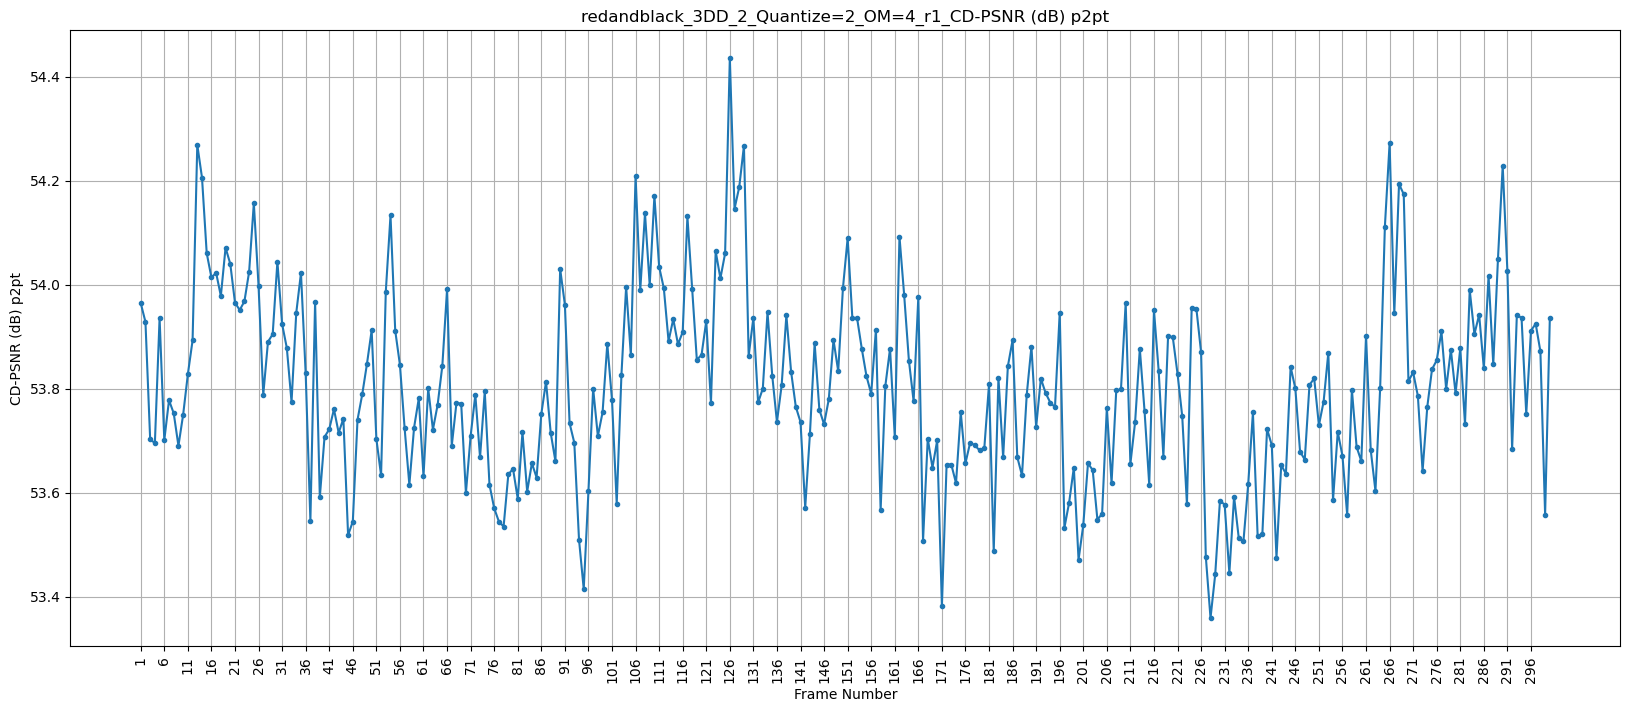 redandblack_3DD_2_Quantize=2_OM=4_r1_CD-PSNR (dB) p2pt
CD-PSNR (dB) p2pt
54.4
54.2
54.0
53.8
53.6
53.4
1 6 11 16 21 26 31 36 41 46 51 56 61 66 71 76 81 86 91 96 101 106 111 116 121 126 131 136 141 146 151 156 161 166 171 176 181 186 191 196 201 206 211 216 221 226 231 236 241 246 251 256 261 266 271 276 281 286 291 296
Frame Number